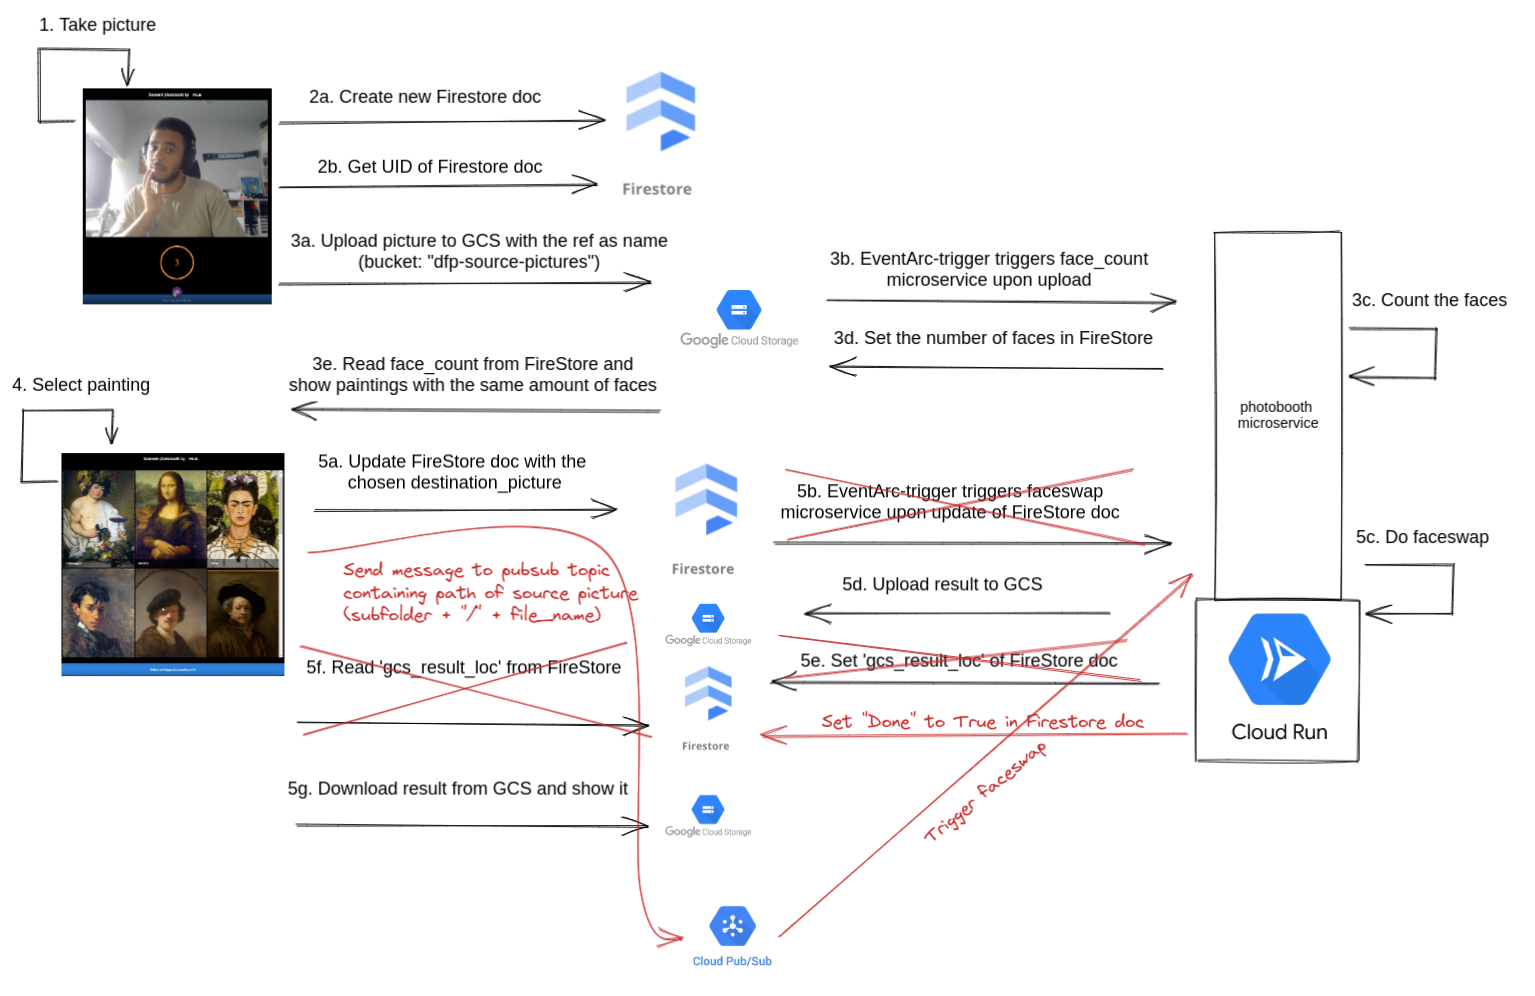 1. Take picture
2a. Create new Firestore doc
2b. Get UID of Firestore doc
Firestore
3a. Upload picture to GCS with the ref as name
(bucket: "dfp-source-pictures")
3
Google Cloud Storage
3b. EventArc-trigger triggers face_count
microservice upon upload
3c. Count the faces
3d. Set the number of faces in FireStore
3e. Read face_count from FireStore and
show paintings with the same amount of faces
photobooth
microservice
4. Select painting
5a. Update FireStore doc with the
chosen destination_picture
Firestore
5b. EventArc-trigger triggers faceswap
microservice upon update of FireStore doc
5c. Do faceswap
Send message to pubsub topic
containing path of source picture
(subfolder + "/" + file_name)
5d. Upload result to GCS
Google Cloud Storage
5e. Set 'gcs_result_loc' of FireStore doc
5f. Read 'gcs_result_loc' from FireStore
Firestore
Set "Done" to True in Firestore doc
Cloud Run
Trigger faceswap
5g. Download result from GCS and show it
Google Cloud Storage
Cloud Pub/Sub